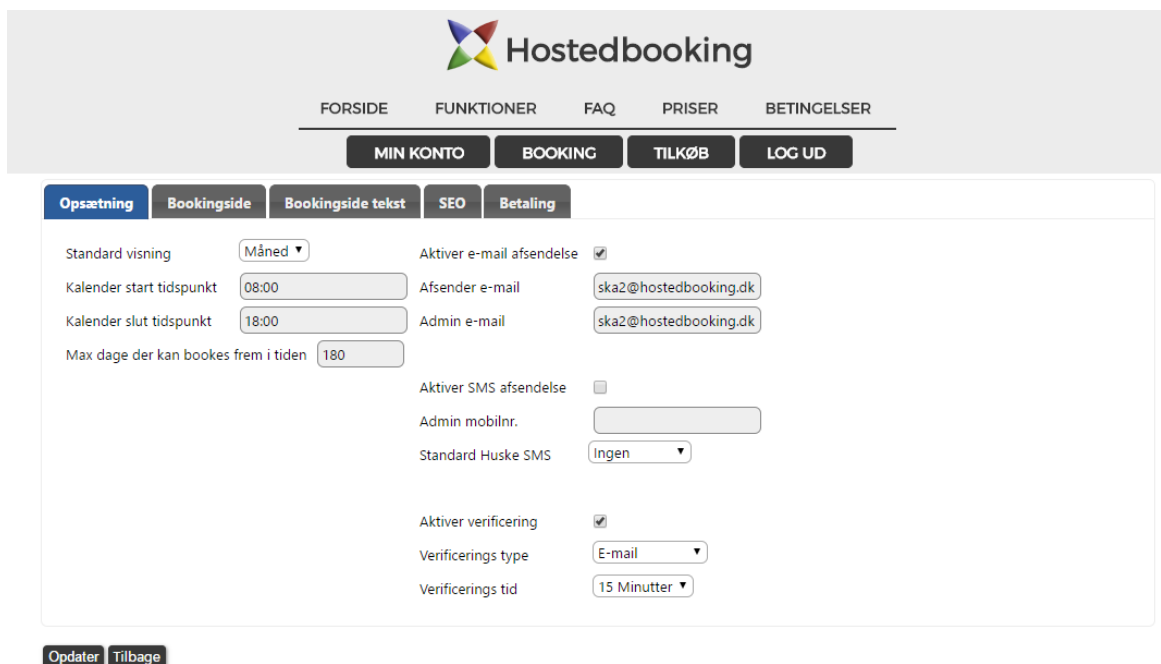 Hostedbooking
FORSIDE FUNKTIONER FAQ PRISER BETINGELSER
MIN KONTO BOOKING TILKØB LOG UD
Opsætning Bookingside Bookingside tekst SEO Betaling
Standard visning Måned Aktiver e-mail afsendelse
Kalender start tidspunkt 08:00 Afsender e-mail ska2@hostedbooking.dk
Kalender slut tidspunkt 18:00 Admin e-mail ska2@hostedbooking.dk
Max dage der kan bookes frem i tiden 180
Aktiver SMS afsendelse
Admin mobilnr.
Standard Huske SMS Ingen
Aktiver verificering
Verificerings type E-mail
Verificerings tid 15 Minutter
Opdater Tilbage